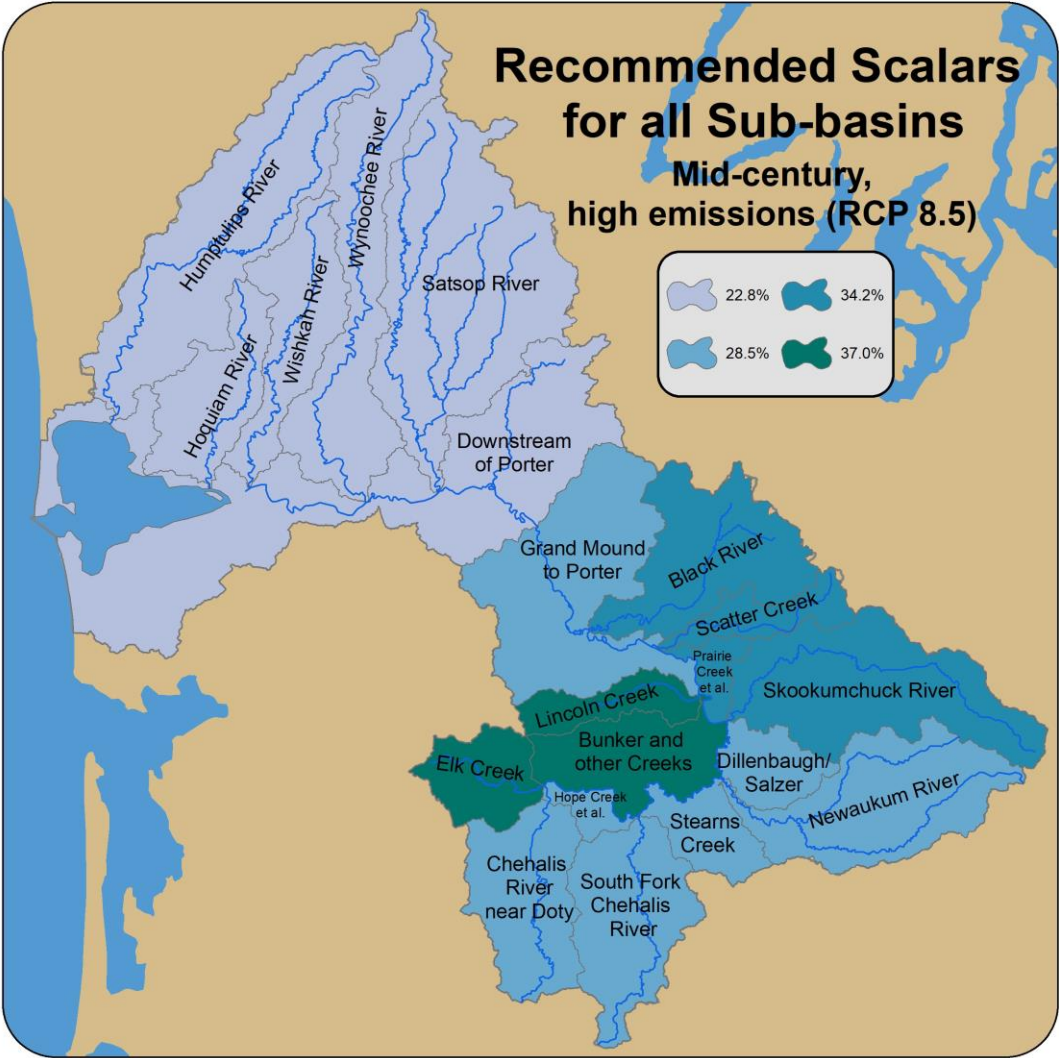 Recommended Scalars
for all Sub-basins
Mid-century,
high emissions (RCP 8.5)
22.8%
34.2%
28.5%
37.0%
Humptulips River
Wynoochee River
Satsop River
Wishkah River
Hoquiam River
Downstream
of Porter
Grand Mound
to Porter
Black River
Scatter Creek
Prairie
Creek
et al.
Skookumchuck River
Lincoln Creek
Bunker and
other Creeks
Elk Creek
Dillenbaugh/
Salzer
Newaukum River
Hope Creek
et al.
Stearns
Creek
Chehalis
River
near Doty
South Fork
Chehalis
River